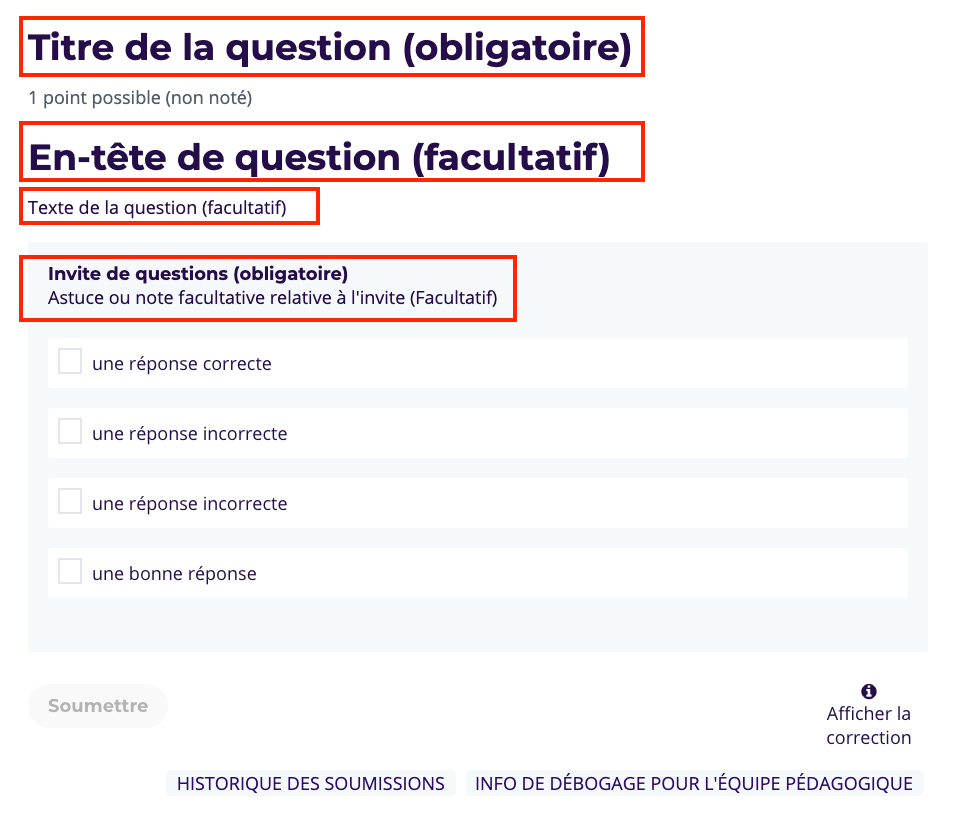 Titre de la question (obligatoire)
1 point possible (non noté)
En-tête de question (facultatif)
Texte de la question (facultatif)
Invite de questions (obligatoire)
Astuce ou note facultative relative à l'invite (Facultatif)
une réponse correcte
une réponse incorrecte
une réponse incorrecte
une bonne réponse
Soumettre
Afficher la
correction
HISTORIQUE DES SOUMISSIONS INFO DE DÉBOGAGE POUR L'ÉQUIPE PÉDAGOGIQUE